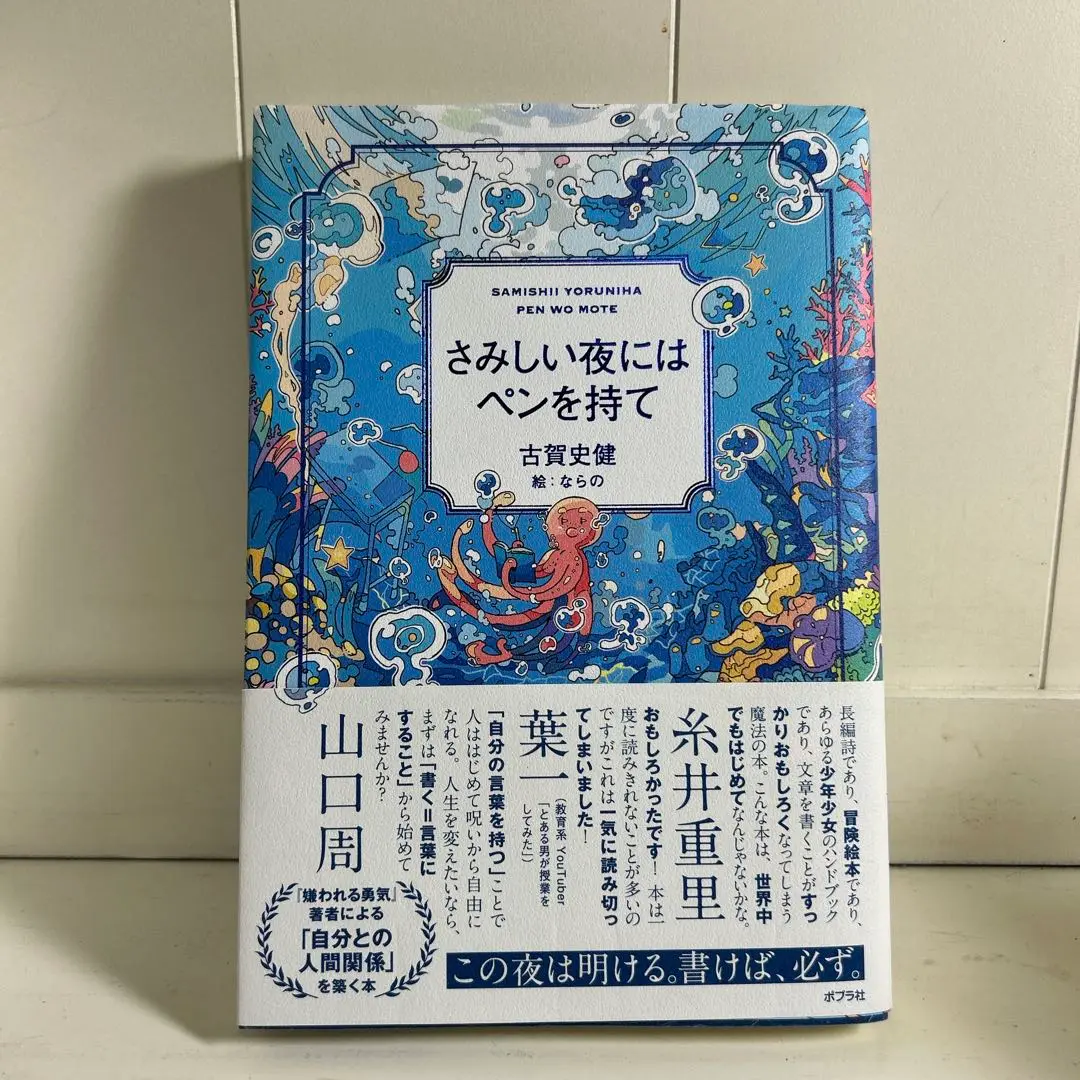 SAMISHII YORUNIHA
PEN WO MOTE
さみしい夜には
ペンを持て
古賀史健
絵：ならの
長編詩であり、冒険絵本であり、
あらゆる少年少女のハンドブック
であり、文章を書くことがすっ
かりおもしろくなってしまう
魔法の本。こんな本は、世界中
でもはじめてなんじゃないかな。
糸井重里
おもしろかったです！ 本は一
度に読みきれないことが多いの
ですがこれは一気に読み切っ
てしまいました！
葉一
（教育系 YouTuber
「とある男が授業を
してみた」）
「自分の言葉を持つ」ことで
人ははじめて呪いから自由に
なれる。人生を変えたいなら、
まずは「書く＝言葉に
すること」から始めて
みませんか？
山口周
『嫌われる勇気』
著者による
「自分との
人間関係」
を築く本
この夜は明ける。書けば、必ず。
ポプラ社